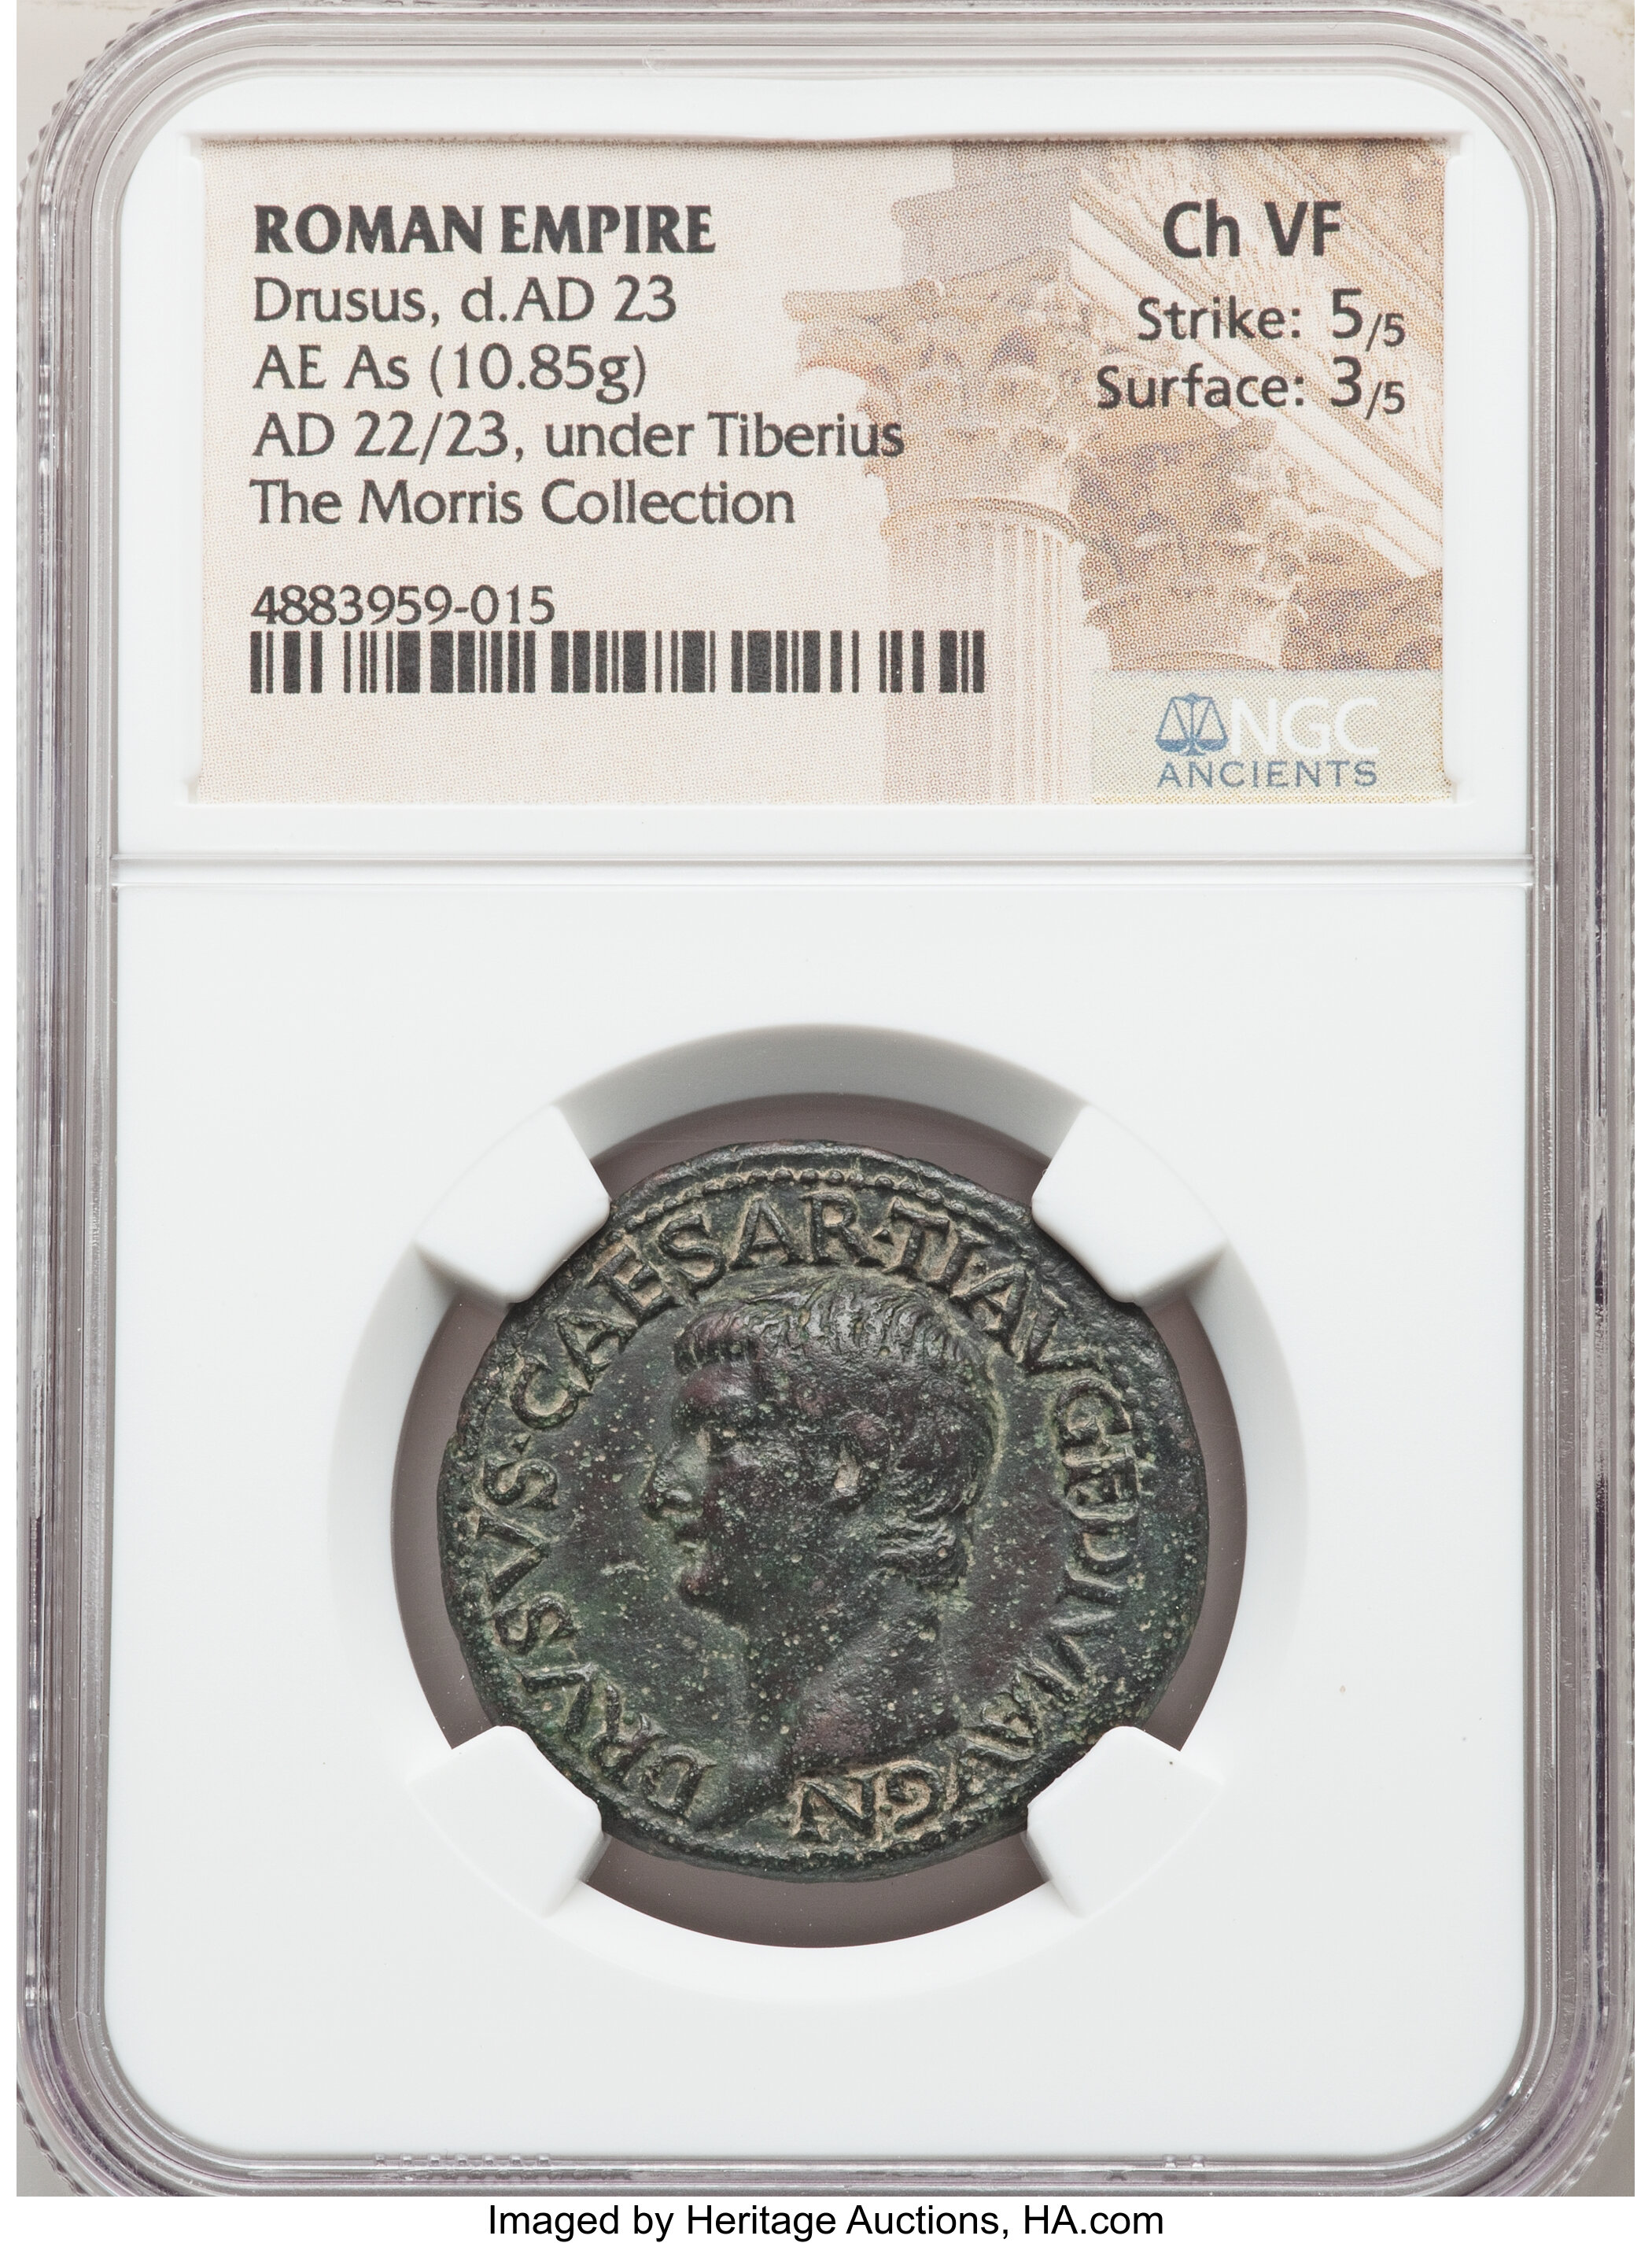 ROMAN EMPIRE
Drusus, d.AD 23
AE As (10.85g)
AD 22/23, under Tiberius
The Morris Collection
4883959-015
Ch VF
Strike: 5/5
Surface: 3/5
NGC
ANCIENTS
DRVSVS·CAESAR·TI·AVG·F·DIVI·AVG·N
Imaged by Heritage Auctions, HA.com